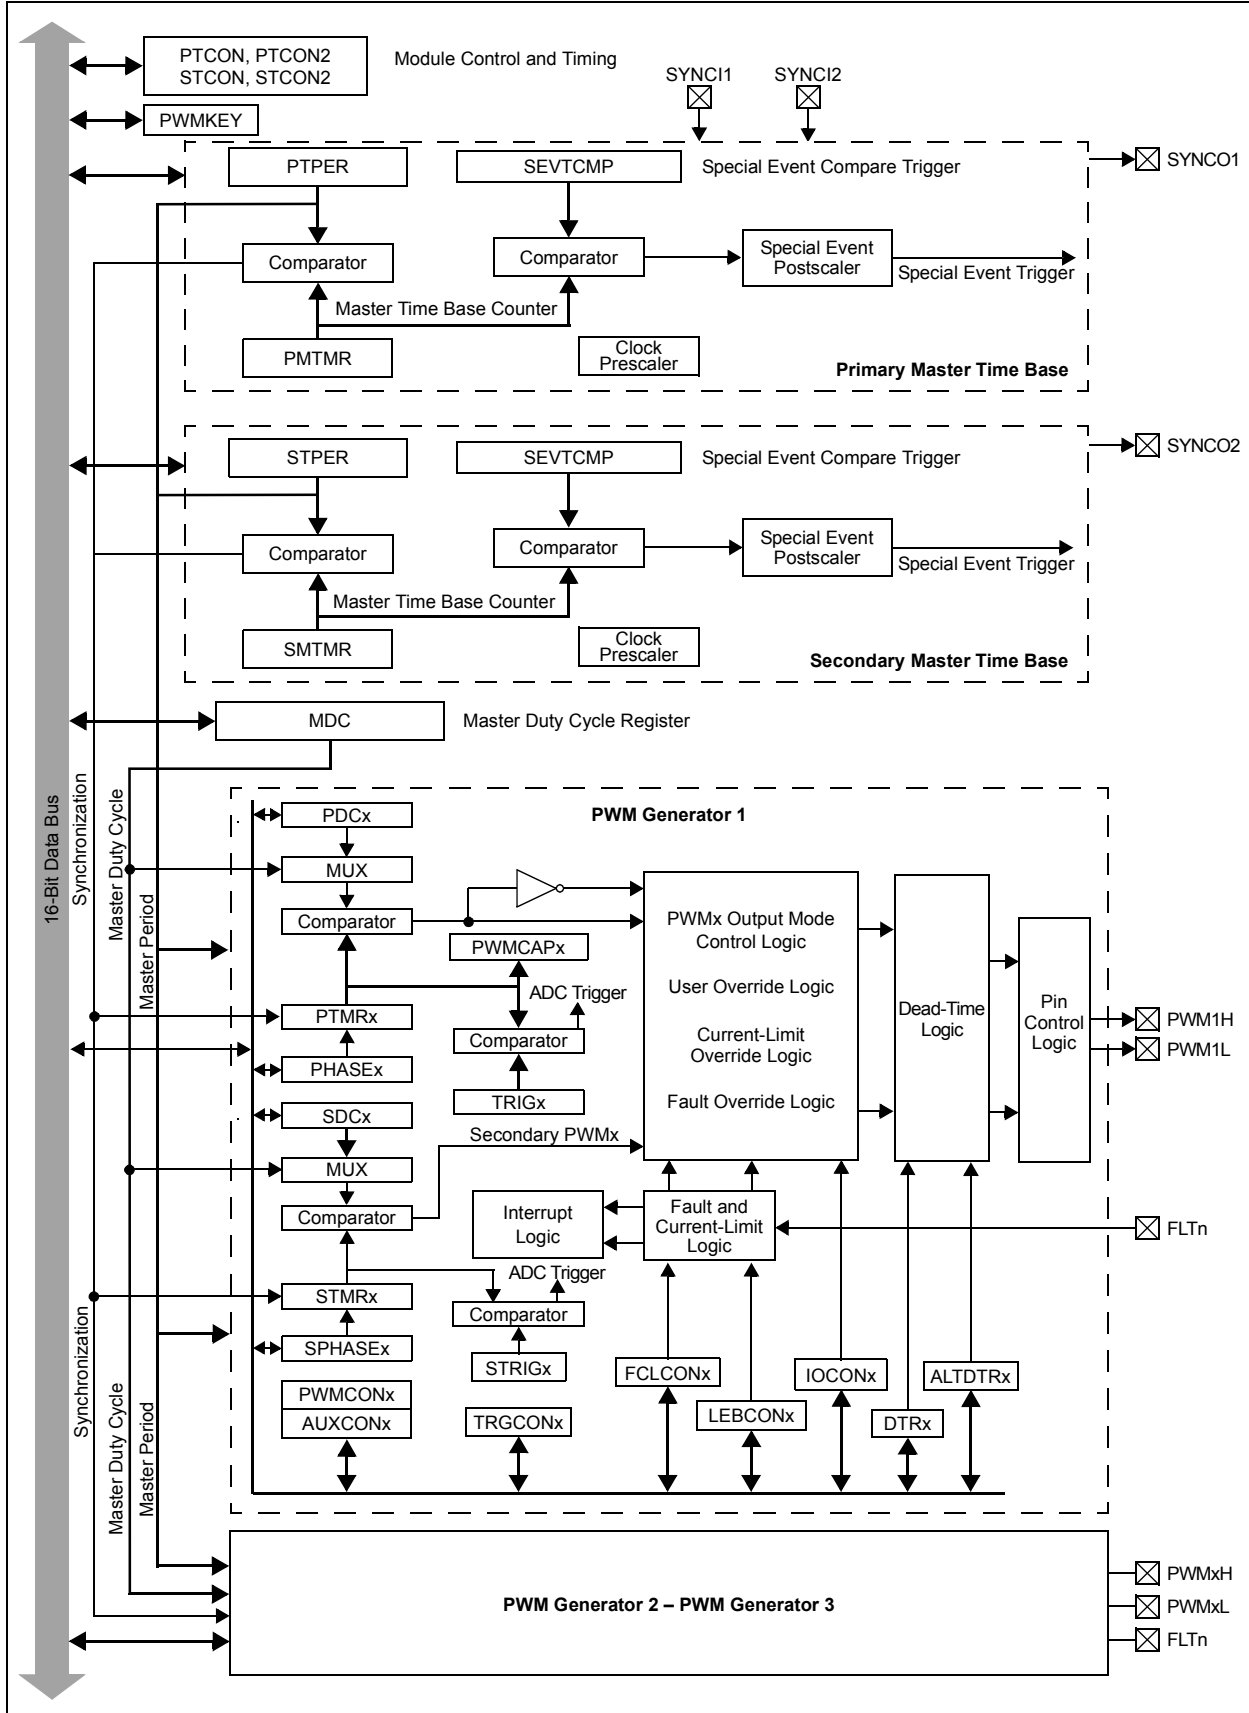 PTCON, PTCON2
STCON, STCON2
Module Control and Timing
SYNCI1
SYNCI2
PWMKEY
PTPER
SEVTCMP
Special Event Compare Trigger
SYNCO1
Comparator
Comparator
Special Event
Postscaler
Special Event Trigger
Master Time Base Counter
PMTMR
Clock
Prescaler
Primary Master Time Base
STPER
SEVTCMP
Special Event Compare Trigger
SYNCO2
Comparator
Comparator
Special Event
Postscaler
Special Event Trigger
Master Time Base Counter
SMTMR
Clock
Prescaler
Secondary Master Time Base
MDC
Master Duty Cycle Register
16-Bit Data Bus
Synchronization
Master Duty Cycle
Master Period
PWM Generator 1
PDCx
MUX
Comparator
PWMCAPx
ADC Trigger
PTMRx
Comparator
PHASEx
TRIGx
PWMx Output Mode
Control Logic
User Override Logic
Current-Limit
Override Logic
Fault Override Logic
Dead-Time
Logic
Pin
Control
Logic
PWM1H
PWM1L
SDCx
Secondary PWMx
MUX
Comparator
Interrupt
Logic
Fault and
Current-Limit
Logic
FLTn
ADC Trigger
STMRx
Comparator
SPHASEx
STRIGx
FCLCONx
IOCONx
ALTDTRx
PWMCONx
AUXCONx
TRGCONx
LEBCONx
DTRx
Synchronization
Master Duty Cycle
Master Period
PWM Generator 2 – PWM Generator 3
PWMxH
PWMxL
FLTn